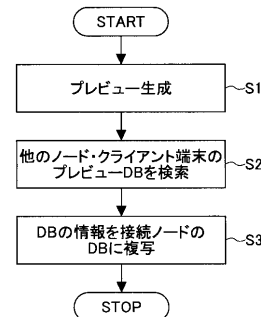 START
プレビュー生成
S1
他のノード・クライアント端末の
プレビューDBを検索
S2
DBの情報を接続ノードの
DBに複写
S3
STOP